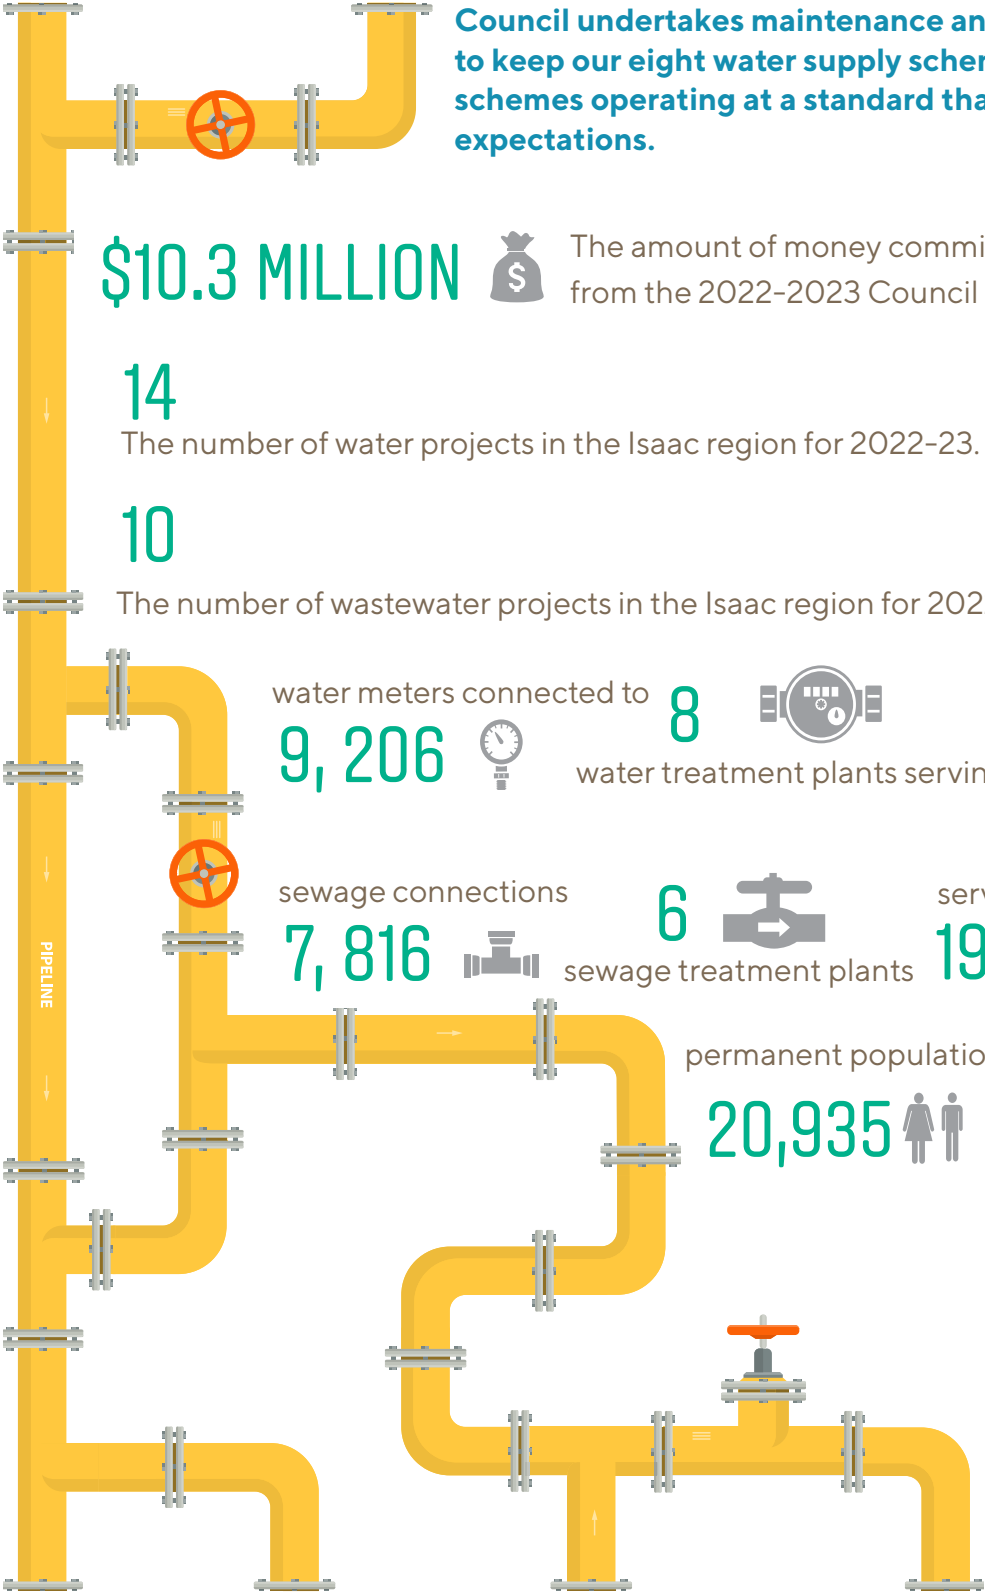 Council undertakes maintenance an
to keep our eight water supply scher
schemes operating at a standard tha
expectations.
$10.3 MILLION
$
The amount of money commi
from the 2022-2023 Council
14
The number of water projects in the Isaac region for 2022-23.
10
The number of wastewater projects in the Isaac region for 202
water meters connected to
9, 206
8
water treatment plants servin
sewage connections
7, 816
6
sewage treatment plants
serv
19
PIPELINE
permanent populatio
20,935